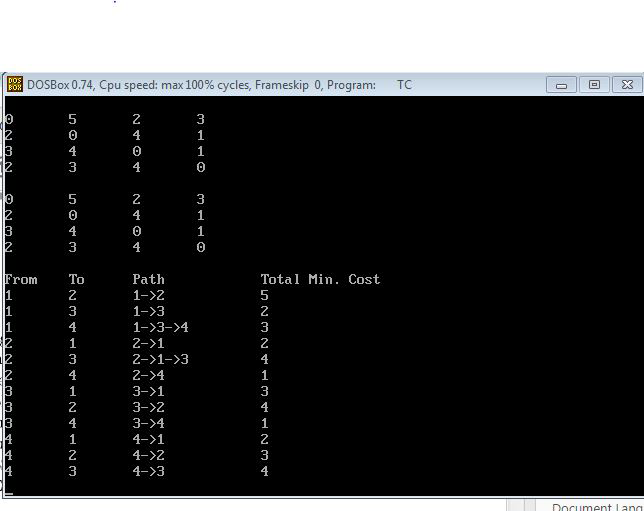 DOS BOX DOSBox 0.74, Cpu speed: max 100% cycles, Frameskip 0, Program: TC
0 5 2 3
2 0 4 1
3 4 0 1
2 3 4 0
0 5 2 3
2 0 4 1
3 4 0 1
2 3 4 0
From To Path Total Min. Cost
1 2 1->2 5
1 3 1->3 2
1 4 1->3->4 3
2 1 2->1 2
2 3 2->1->3 4
2 4 2->4 1
3 1 3->1 3
3 2 3->2 4
3 4 3->4 1
4 1 4->1 2
4 2 4->2 3
4 3 4->3 4
Document Lang